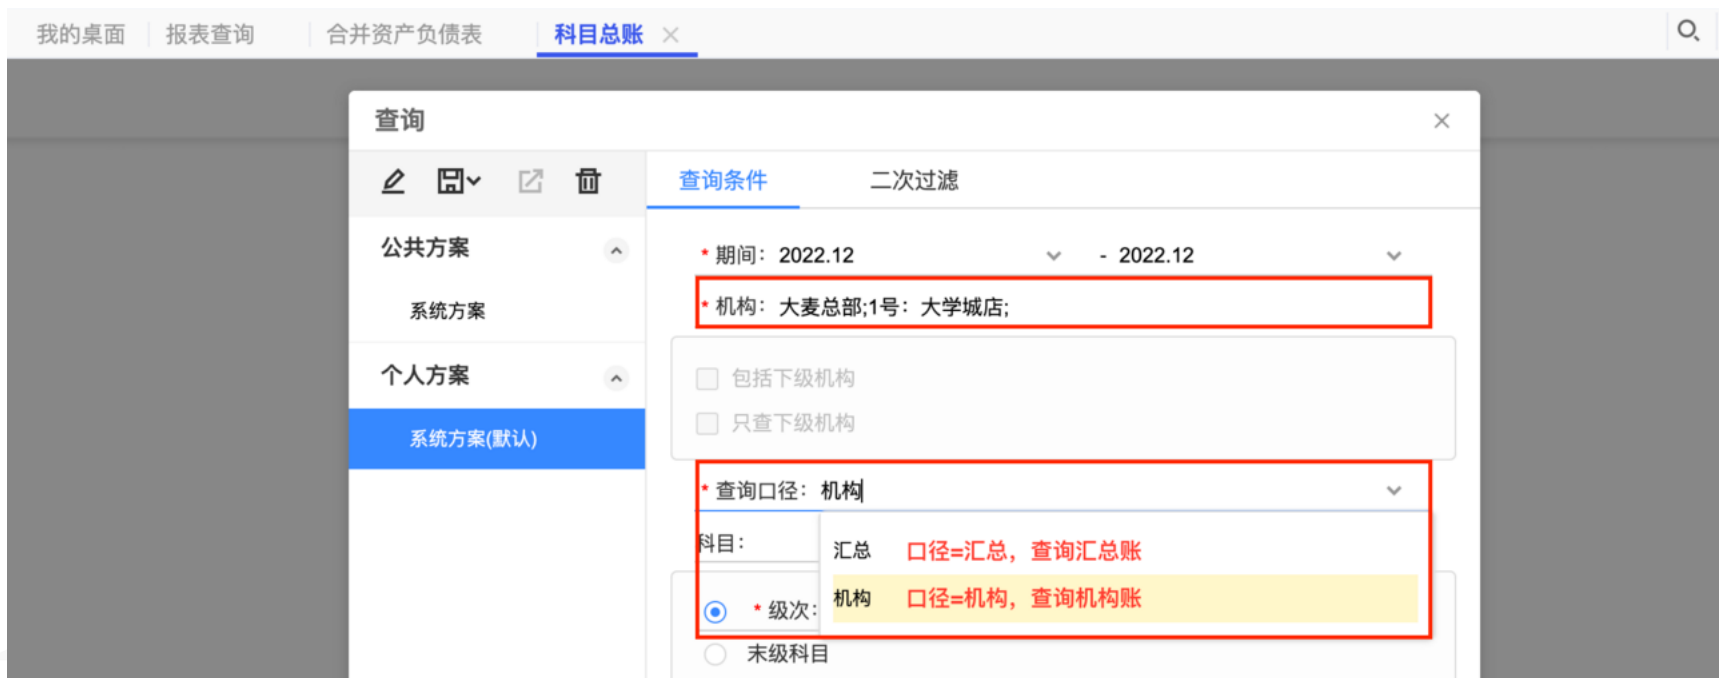 我的桌面 报表查询 合并资产负债表 科目总账
查询
查询条件 二次过滤
公共方案
系统方案
个人方案
系统方案(默认)
* 期间：2022.12 - 2022.12
* 机构：大麦总部;1号：大学城店;
包括下级机构
只查下级机构
* 查询口径：机构
科目：
汇总 口径=汇总，查询汇总账
机构 口径=机构，查询机构账
* 级次：
末级科目